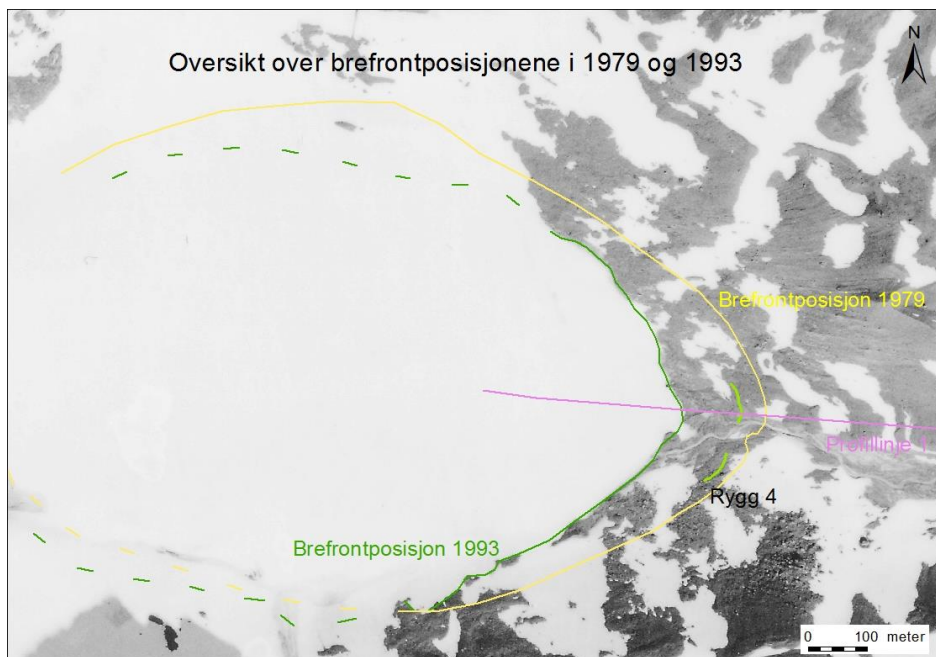 Oversikt over brefrontposisjonene i 1979 og 1993
N
Brefrontposisjon 1979
Profillinje 1
Rygg 4
Brefrontposisjon 1993
0 100 meter